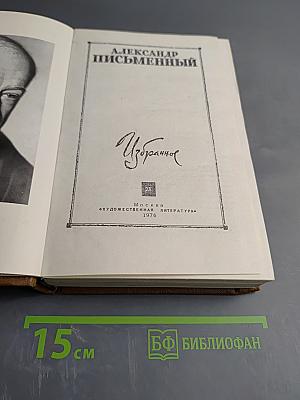 АЛЕКСАНДР
ПИСЬМЕННЫЙ
Избранное
Москва
«ХУДОЖЕСТВЕННАЯ ЛИТЕРАТУРА»
1976
15 см
БФ БИБЛИОФАН